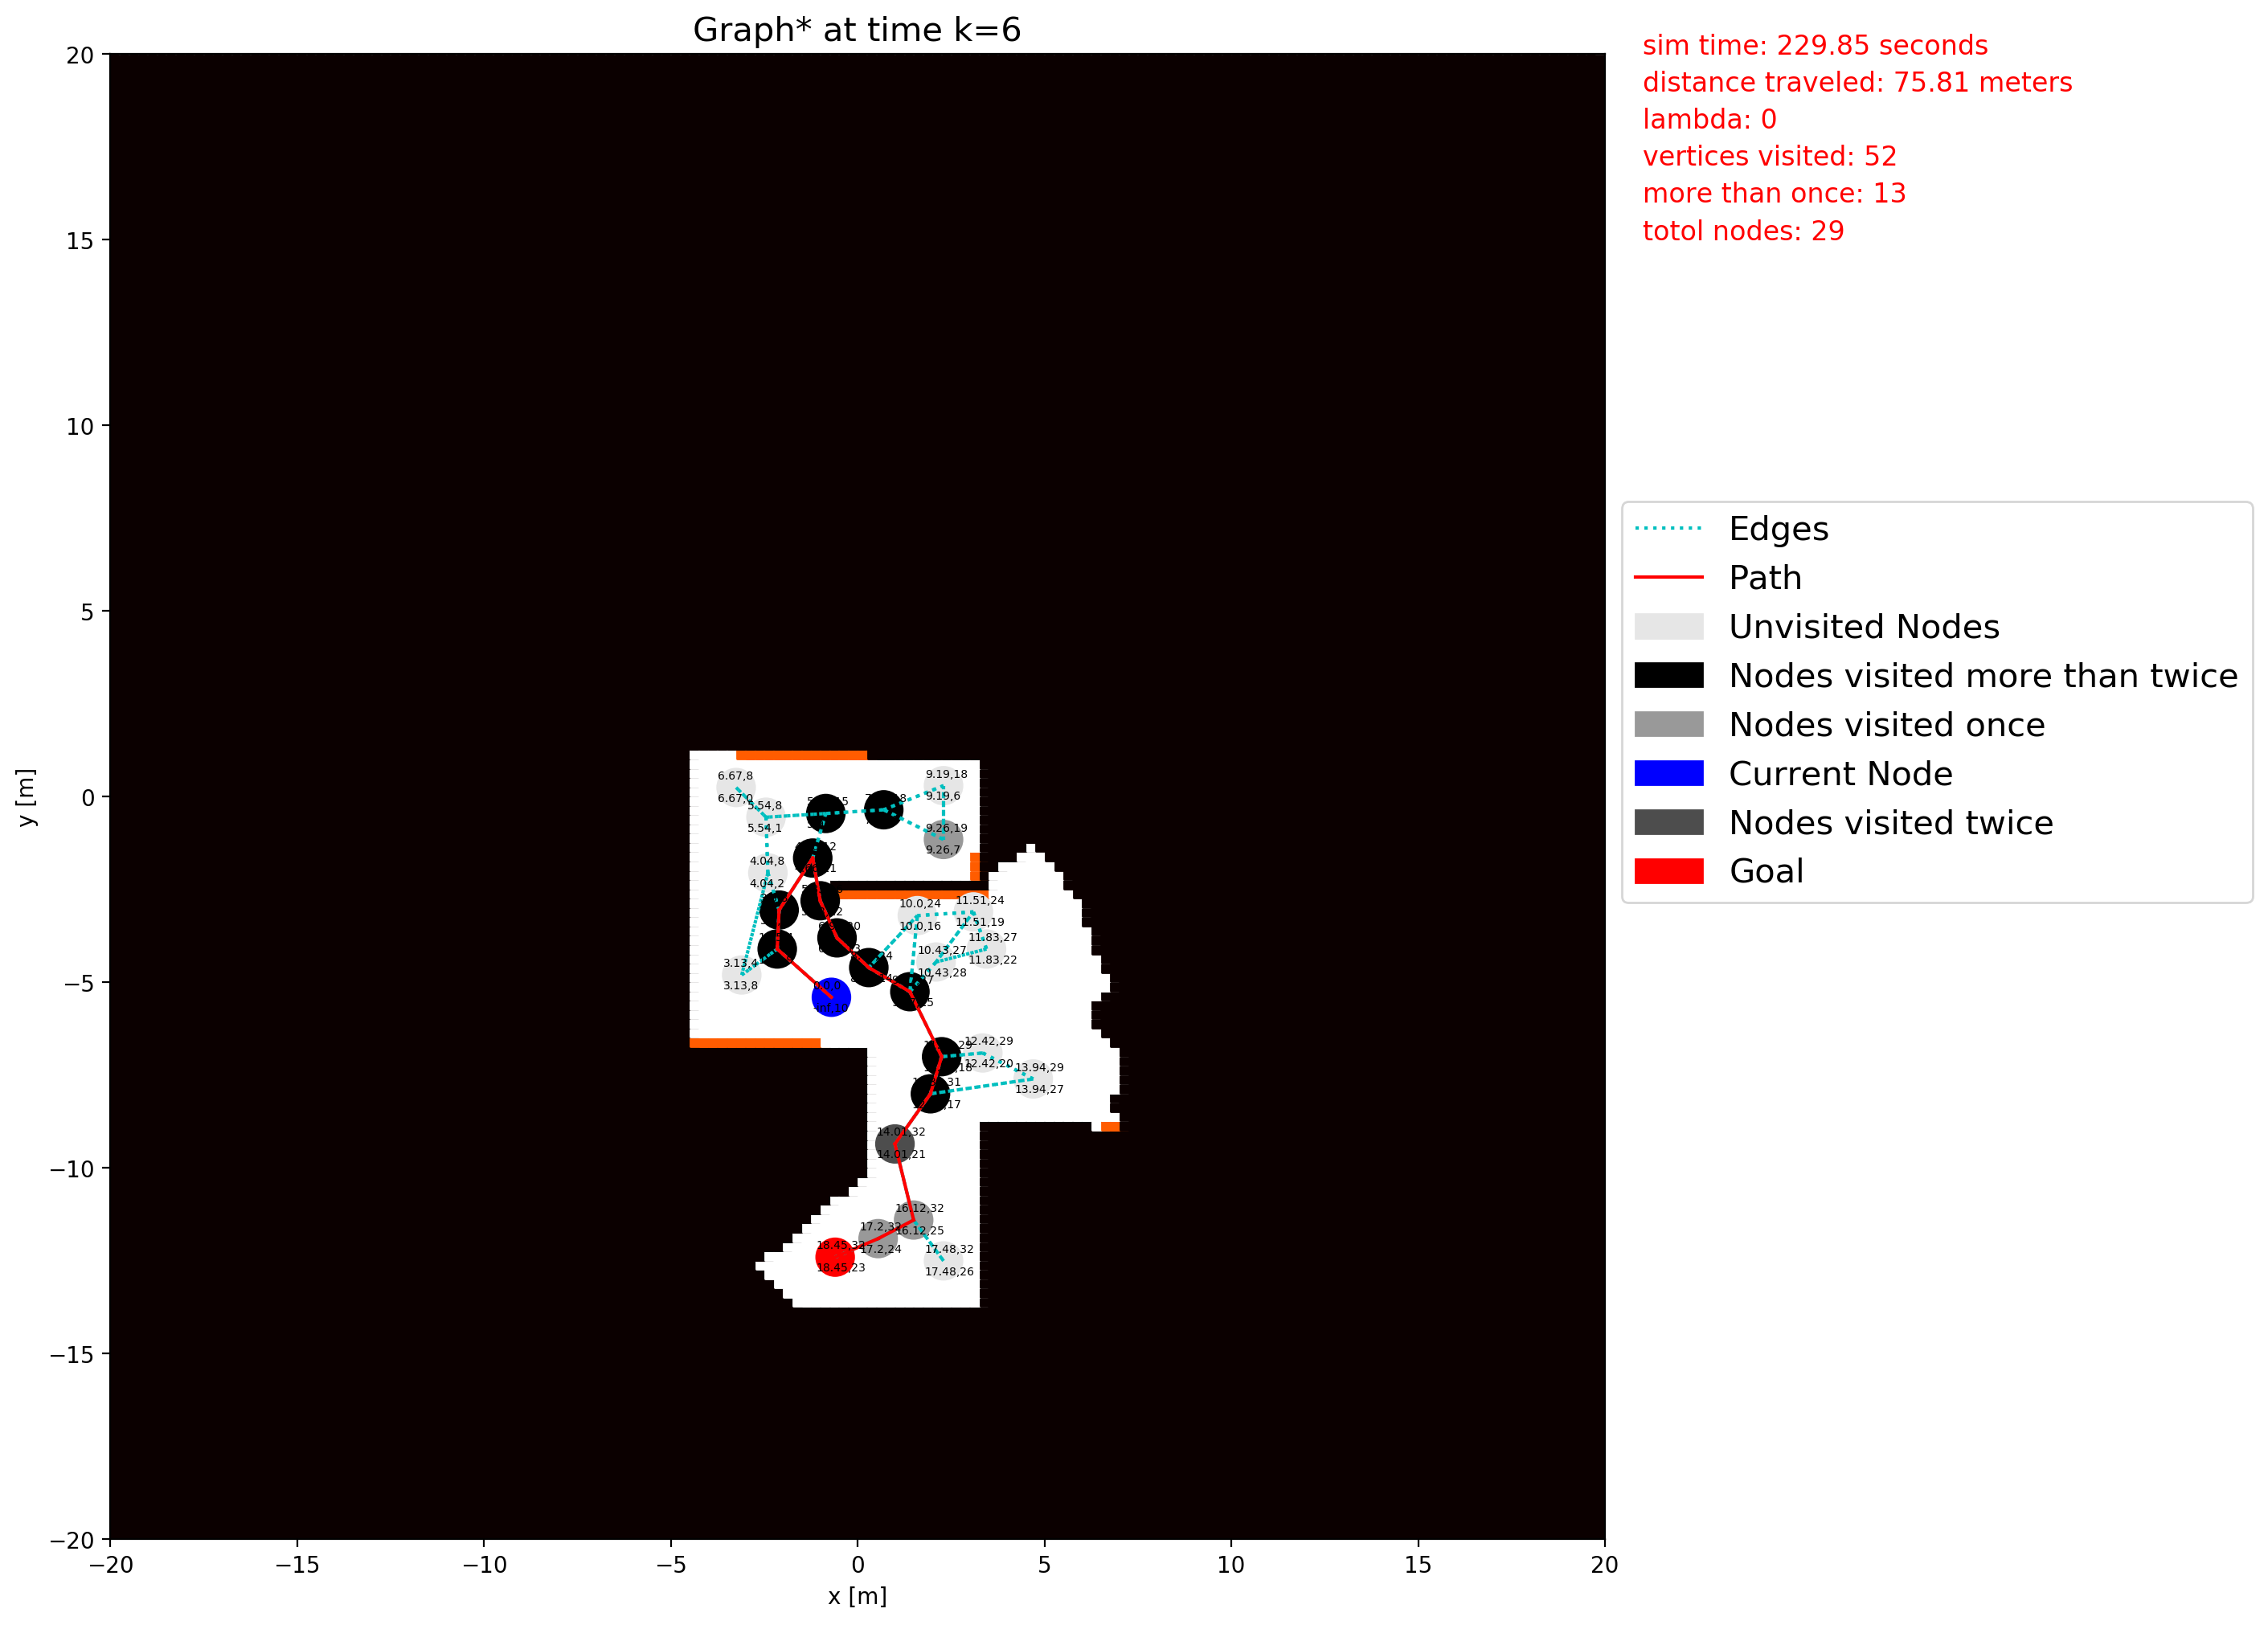 Graph* at time k=6
sim time: 229.85 seconds
distance traveled: 75.81 meters
lambda: 0
vertices visited: 52
more than once: 13
totol nodes: 29
20
15
10
5
0
−5
−10
−15
−20
y [m]
−20 −15 −10 −5 0 5 10 15 20
x [m]
Edges
Path
Unvisited Nodes
Nodes visited more than twice
Nodes visited once
Current Node
Nodes visited twice
Goal
6.67,8
6.67,0
5.54,8
5.54,1
9.19,18
9.19,6
9.26,19
9.26,7
4.04,8
4.04,2
3.13,4
3.13,8
10.0,24
10.0,16
11.51,24
11.51,19
11.83,27
11.83,22
10.43,27
10.43,28
12.42,29
12.42,20
13.94,29
13.94,27
14.01,32
14.01,21
16.12,32
16.12,25
17.2,32
17.2,24
18.45,32
18.45,23
17.48,32
17.48,26